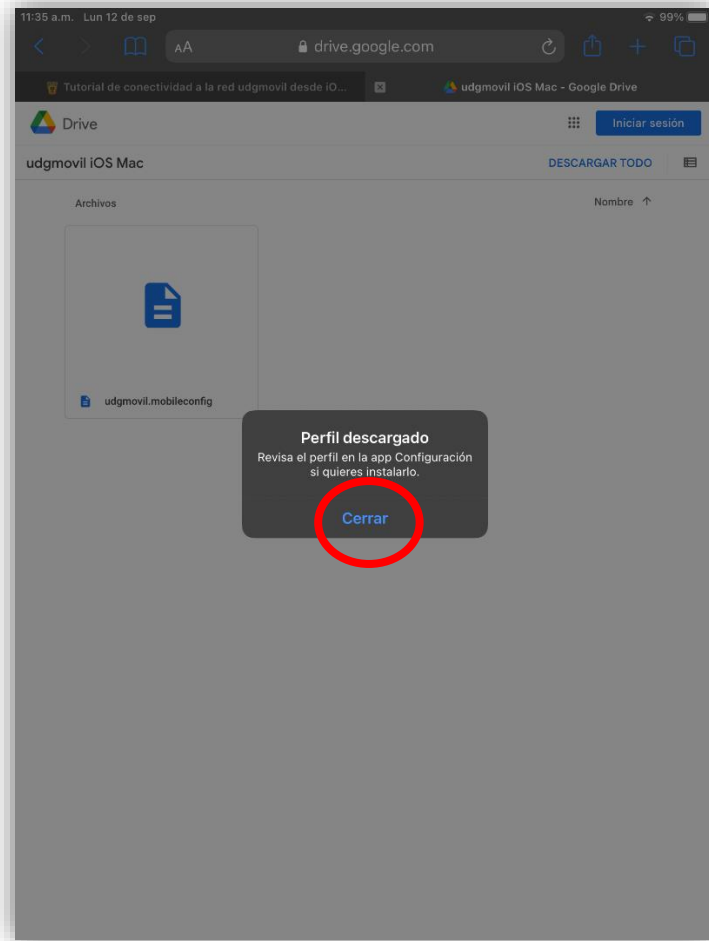 11:35 a.m. Lun 12 de sep
99%
AA
drive.google.com
Tutorial de conectividad a la red udgmovil desde iO...
udgmovil iOS Mac - Google Drive
Drive
Iniciar sesión
udgmovil iOS Mac
DESCARGAR TODO
Archivos
Nombre ↑
udgmovil.mobileconfig
Perfil descargado
Revisa el perfil en la app Configuración
si quieres instalarlo.
Cerrar